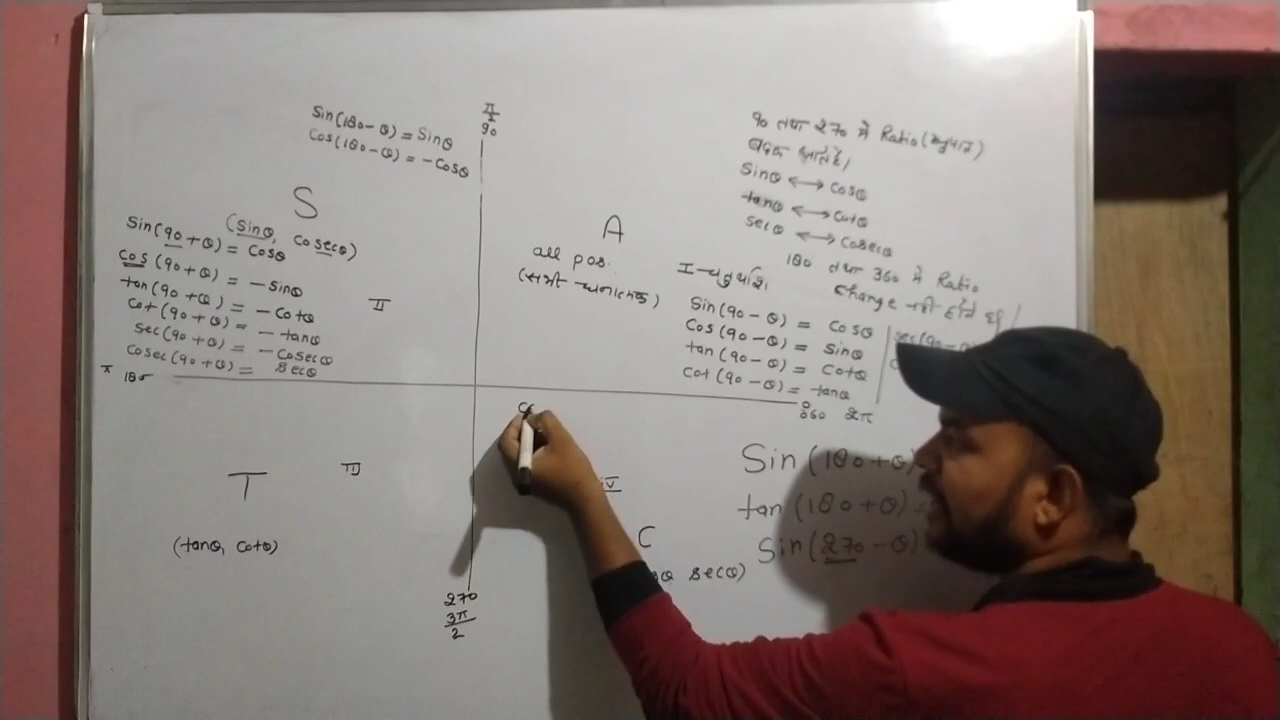 Sin(180-θ) = Sinθ
Cos(180-θ) = -Cosθ
π/2
90
S
(sinθ, Cosecθ)
Sin(90+θ) = Cosθ
cos(90+θ) = -Sinθ
tan(90+θ) = -Cotθ
Cot(90+θ) = -tanθ
Sec(90+θ) = -Cosecθ
Cosec(90+θ) = Secθ
II
π 180
A
all pos.
(सभी धनात्मक)
90 तथा 270 में Ratio (अनुपात)
बदल जाते है।
Sinθ ⟷ Cosθ
tanθ ⟷ Cotθ
Secθ ⟷ Cosecθ
180 तथा 360 में Ratio
Change नही होते है।
I-चतुर्थांश
Sin(90-θ) = Cosθ
Cos(90-θ) = Sinθ
tan(90-θ) = Cotθ
Cot(90-θ) = tanθ
sec(90-θ)
0
360 2π
T
III
(tanθ, Cotθ)
270
3π/2
IV
C
secθ)
Sin(180+θ)
tan(180+θ) =
Sin(270-θ)